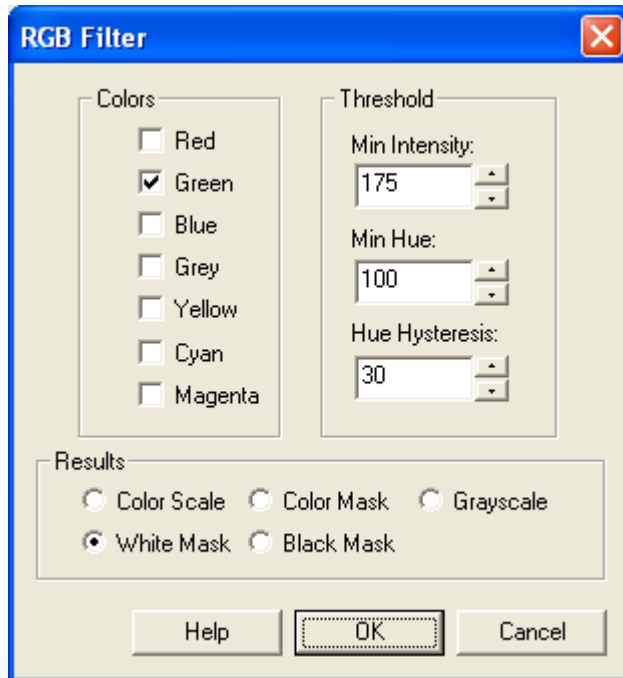 RGB Filter
Colors
Red
Green
Blue
Grey
Yellow
Cyan
Magenta
Threshold
Min Intensity:
175
Min Hue:
100
Hue Hysteresis:
30
Results
Color Scale Color Mask Grayscale
White Mask Black Mask
Help OK Cancel